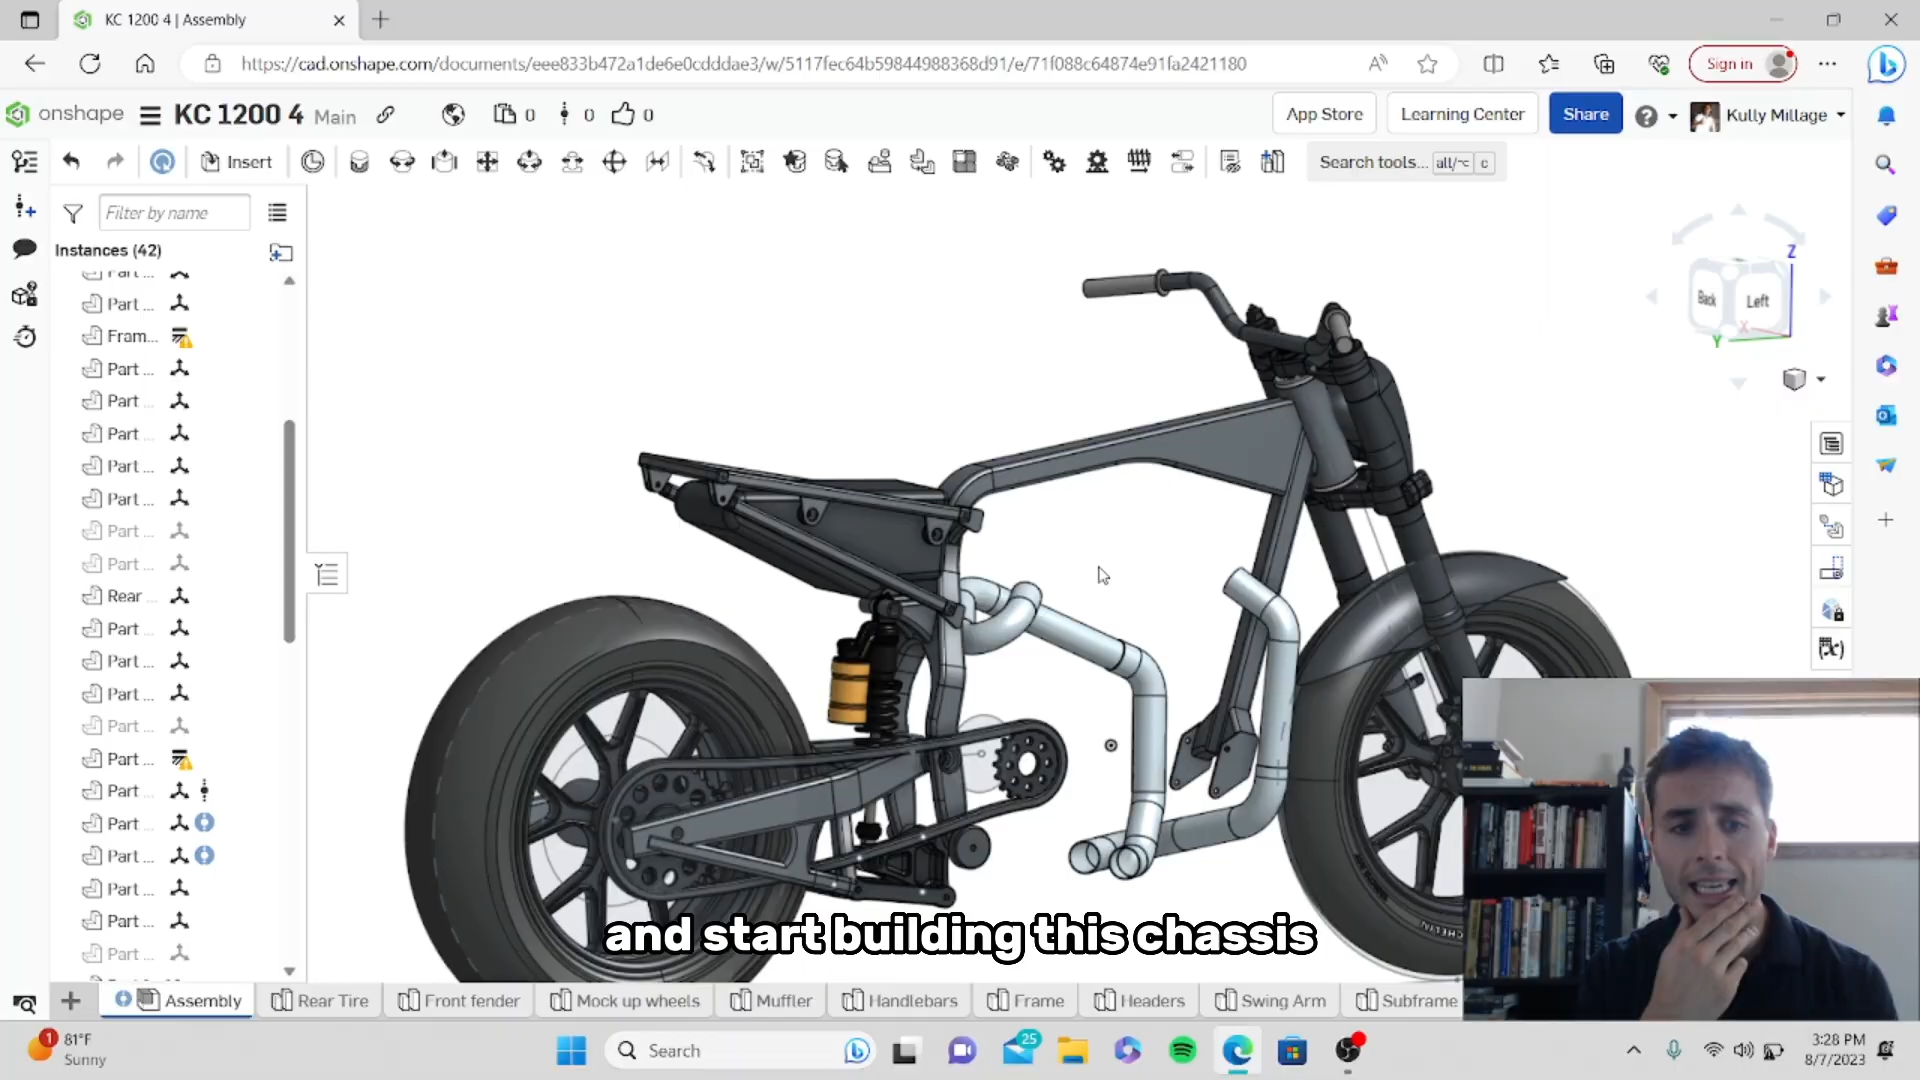 KC 1200 4 | Assembly
https://cad.onshape.com/documents/eee833b472a1de6e0cdddae3/w/5117fec64b59844988368d91/e/71f088c64874e91fa2421180
Sign in
onshape
KC 1200 4 Main
0
0
0
App Store
Learning Center
Share
Kully Millage
Insert
Search tools...
alt/⌥
c
Filter by name
Instances (42)
Part ...
Part ...
Fram...
Part ...
Part ...
Part ...
Part ...
Part ...
Part ...
Part ...
Rear ...
Part ...
Part ...
Part ...
Part ...
Part ...
Part ...
Part ...
Part ...
Part ...
Part ...
Part ...
Z
Back
Left
X
Y
(x)
and start building this chassis
Assembly
Rear Tire
Front fender
Mock up wheels
Muffler
Handlebars
Frame
Headers
Swing Arm
Subframe
1
81°F
Sunny
Search
25
3:28 PM
8/7/2023